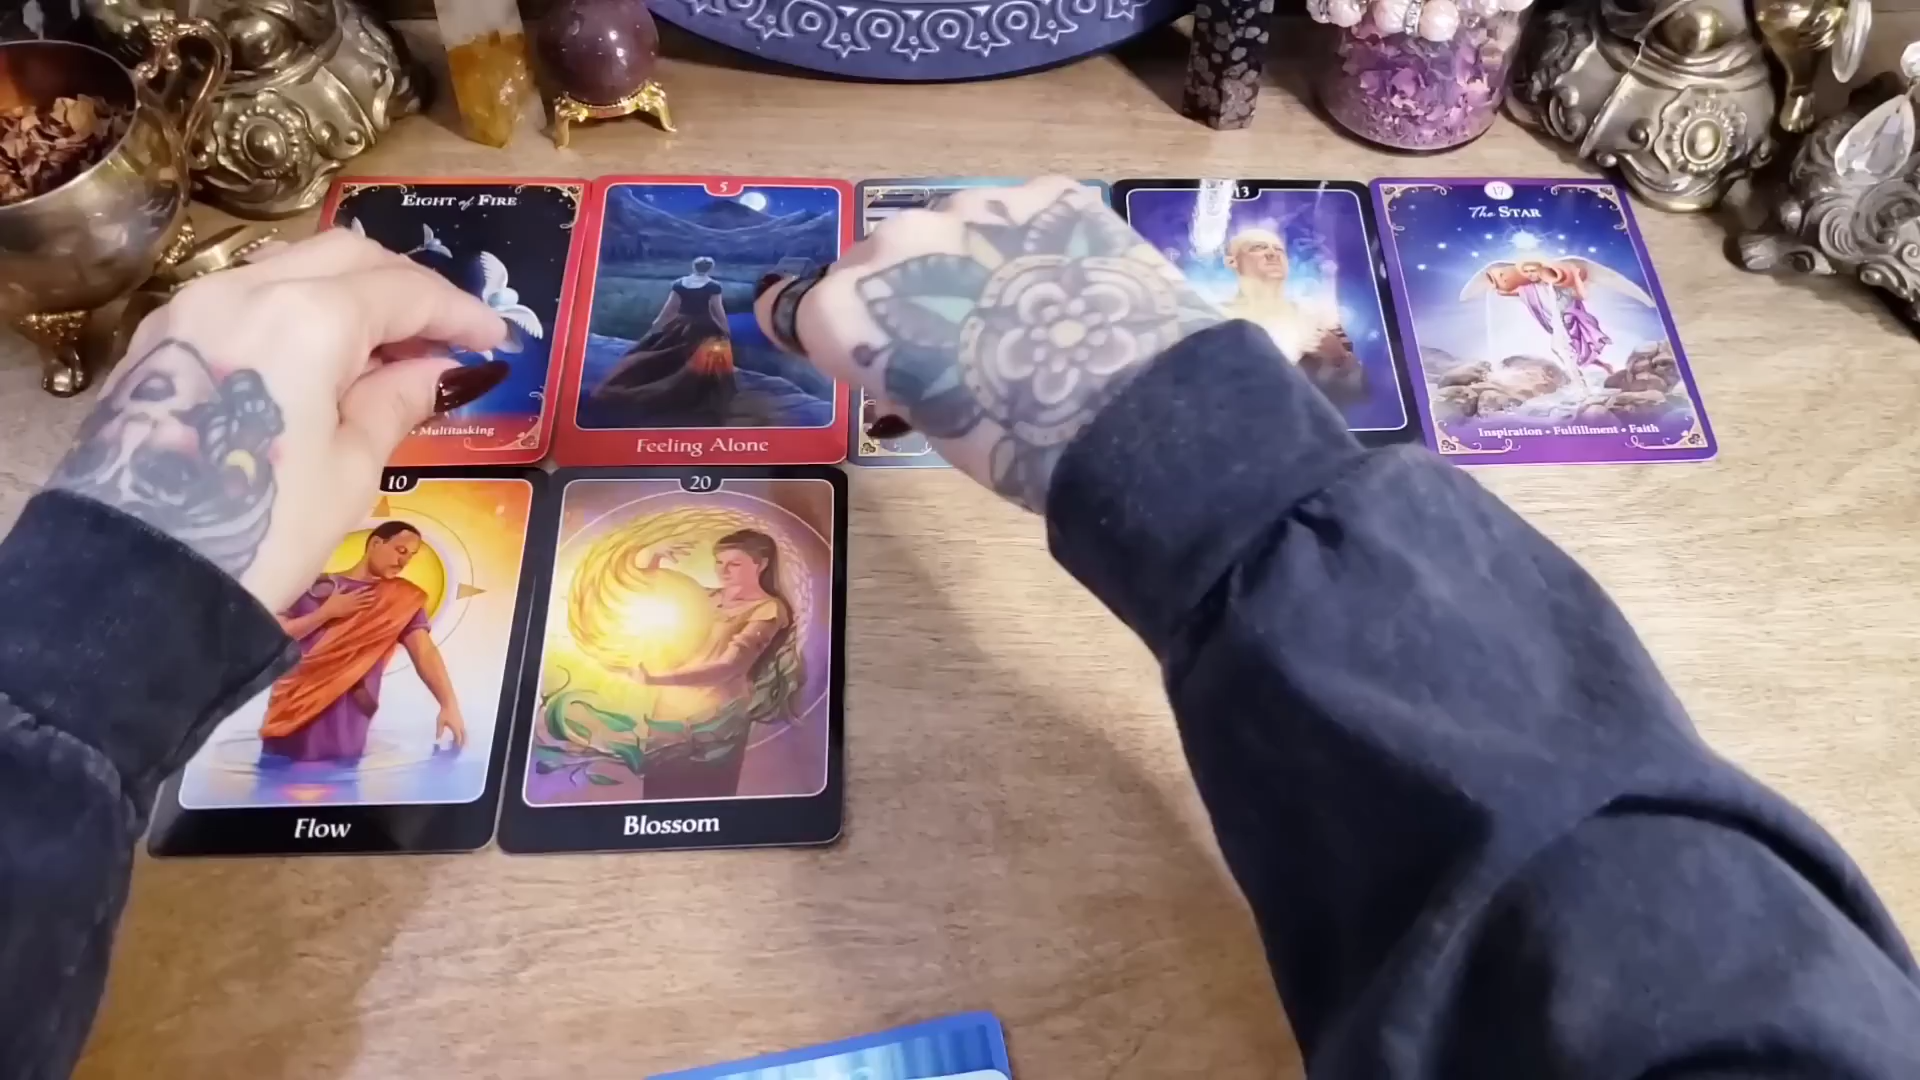 EIGHT of FIRE
• Multitasking
5
Feeling Alone
13
17
The STAR
Inspiration • Fulfillment • Faith
10
Flow
20
Blossom